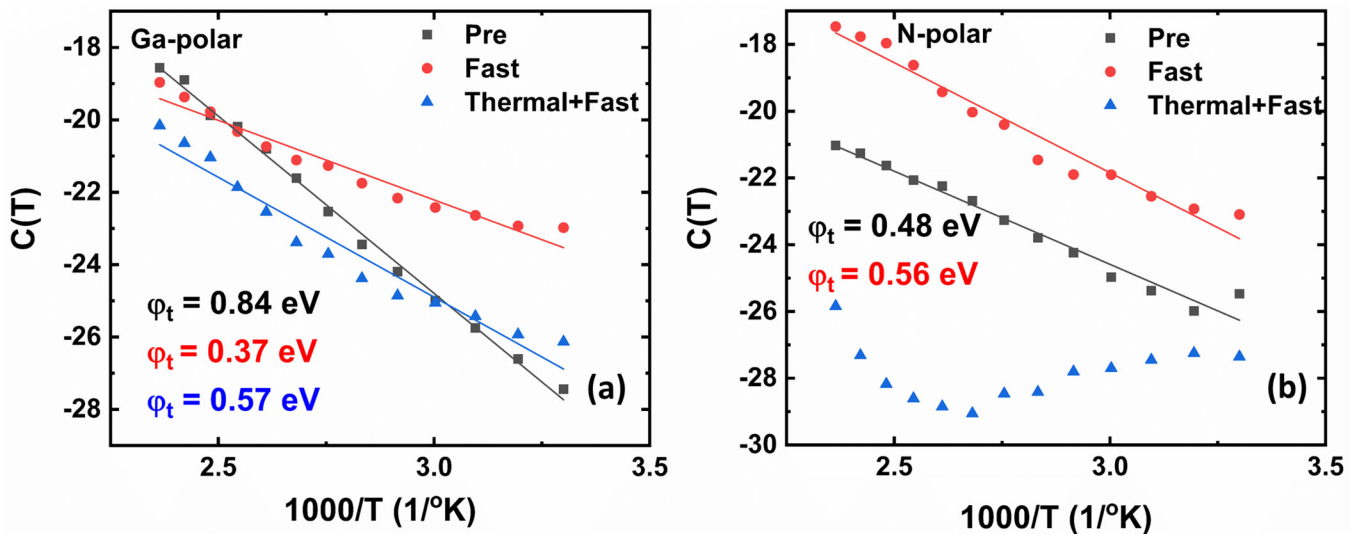 Ga-polar
Pre
Fast
Thermal+Fast
-18
-20
-22
-24
-26
-28
C(T)
φt = 0.84 eV
φt = 0.37 eV
φt = 0.57 eV
(a)
2.5
3.0
3.5
1000/T (1/°K)
N-polar
Pre
Fast
Thermal+Fast
-18
-20
-22
-24
-26
-28
-30
C(T)
φt = 0.48 eV
φt = 0.56 eV
(b)
2.5
3.0
3.5
1000/T (1/°K)